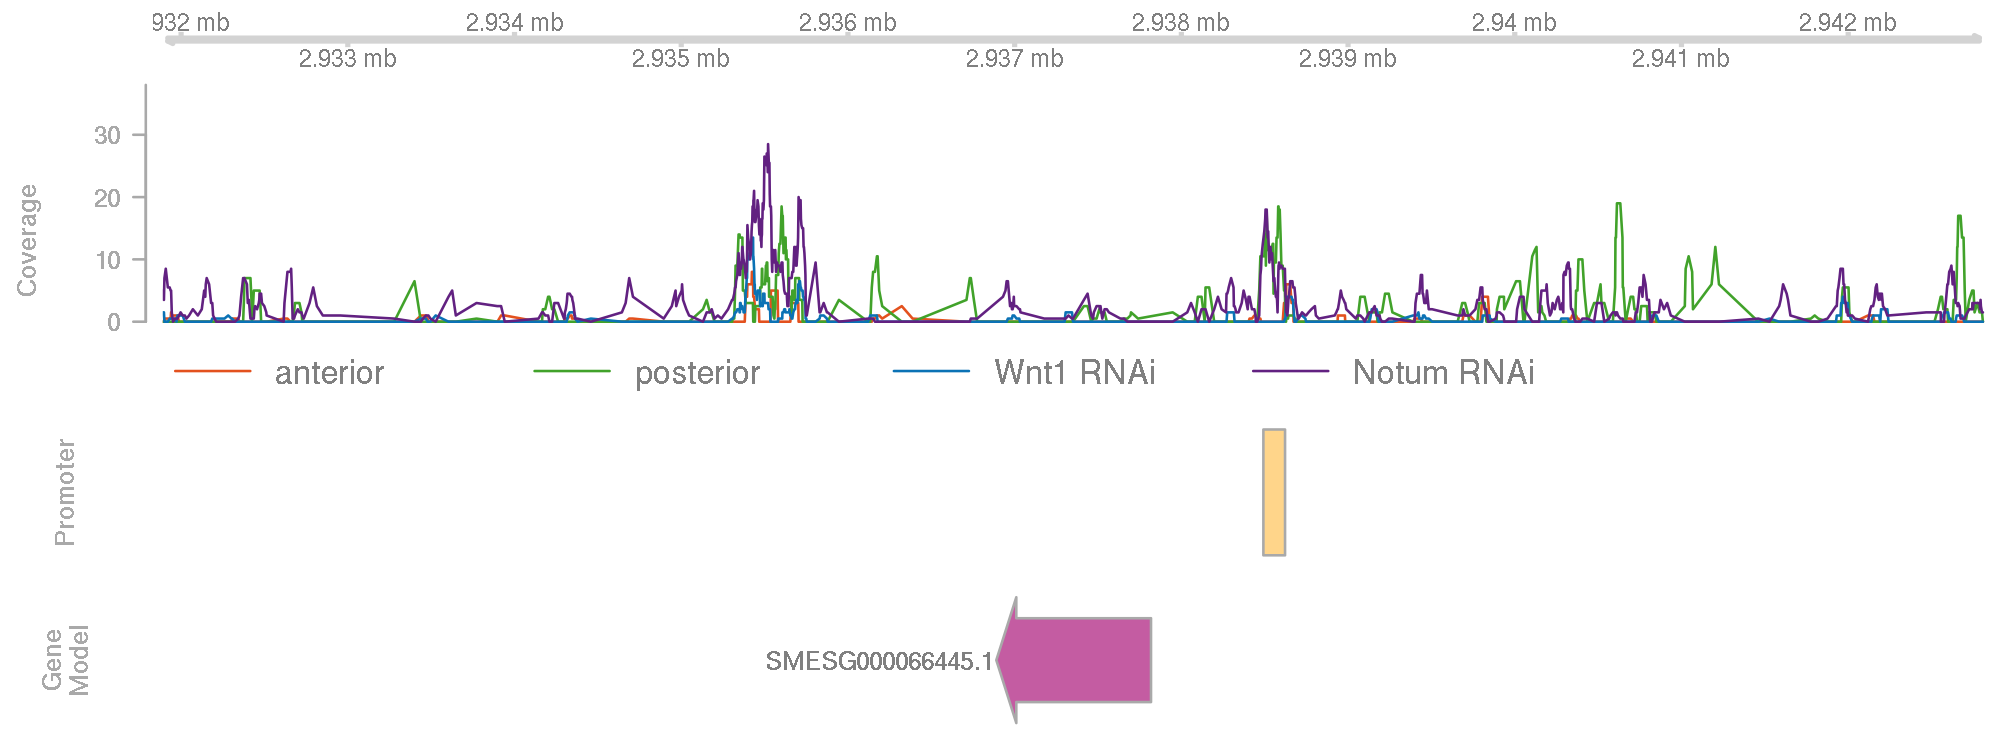 932 mb 2.934 mb 2.936 mb 2.938 mb 2.94 mb 2.942 mb
2.933 mb 2.935 mb 2.937 mb 2.939 mb 2.941 mb
Coverage
30
20
10
0
anterior posterior Wnt1 RNAi Notum RNAi
Promoter
Gene
Model
SMESG000066445.1